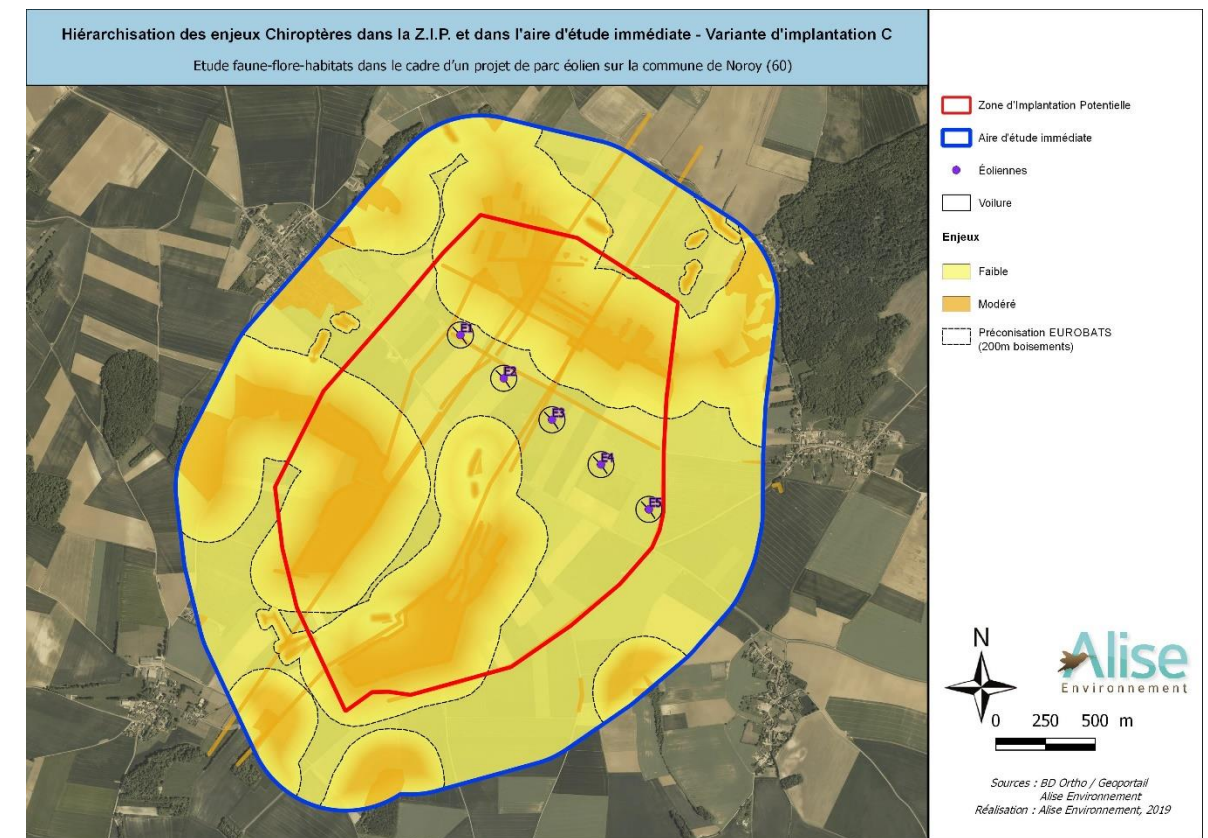 Hiérarchisation des enjeux Chiroptères dans la Z.I.P. et dans l'aire d'étude immédiate - Variante d'implantation C
Etude faune-flore-habitats dans le cadre d'un projet de parc éolien sur la commune de Noroy (60)
Zone d'Implantation Potentielle
Aire d'étude immédiate
Éoliennes
Voilure
Enjeux
Faible
Modéré
Préconisation EUROBATS
(200m boisements)
E1
E2
E3
E4
E5
N
Alise
Environnement
0 250 500 m
Sources : BD Ortho / Geoportail
Alise Environnement
Réalisation : Alise Environnement, 2019